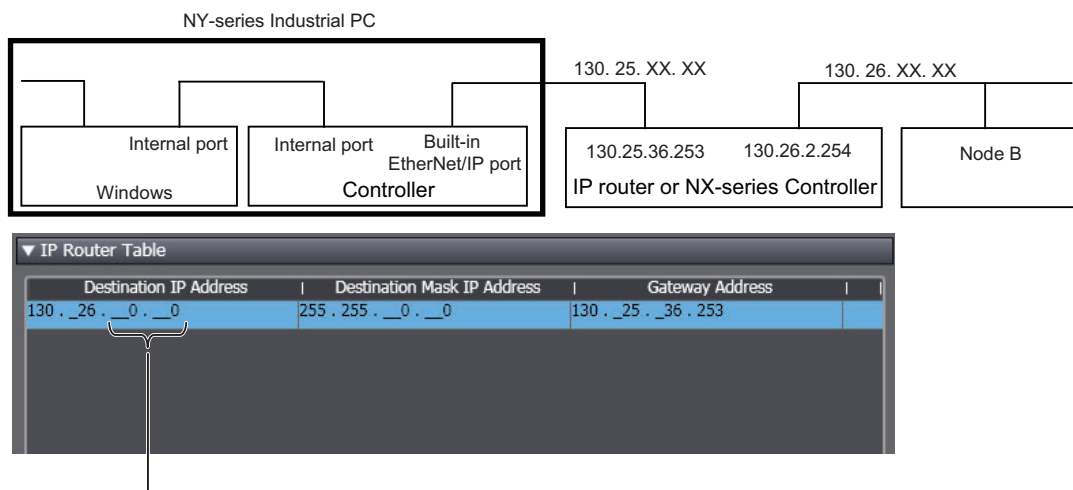 NY-series Industrial PC
130. 25. XX. XX
130. 26. XX. XX
Internal port
Windows
Internal port
Built-in
EtherNet/IP port
Controller
130.25.36.253
130.26.2.254
IP router or NX-series Controller
Node B
▼ IP Router Table
Destination IP Address | Destination Mask IP Address | Gateway Address | |
130 . _26 . __0 . __0 255 . 255 . __0 . __0 130 . _25 . _36 . 253